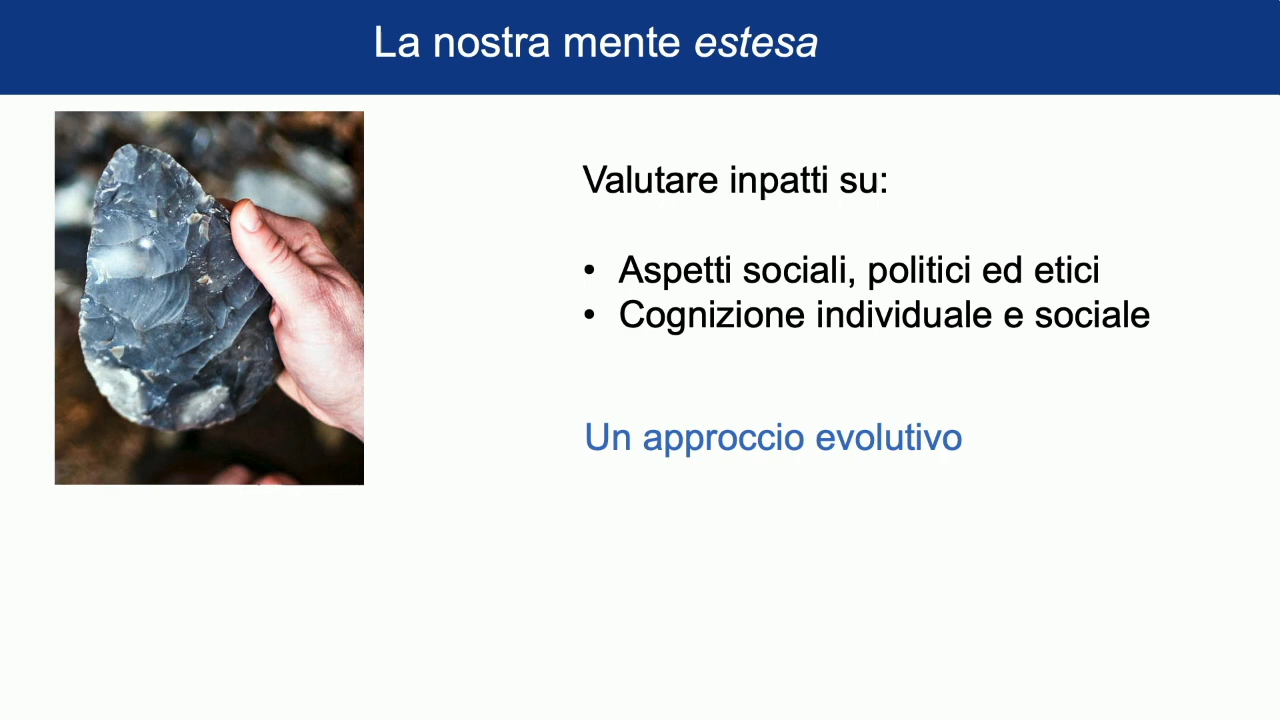 La nostra mente estesa
Valutare inpatti su:
• Aspetti sociali, politici ed etici
• Cognizione individuale e sociale
Un approccio evolutivo